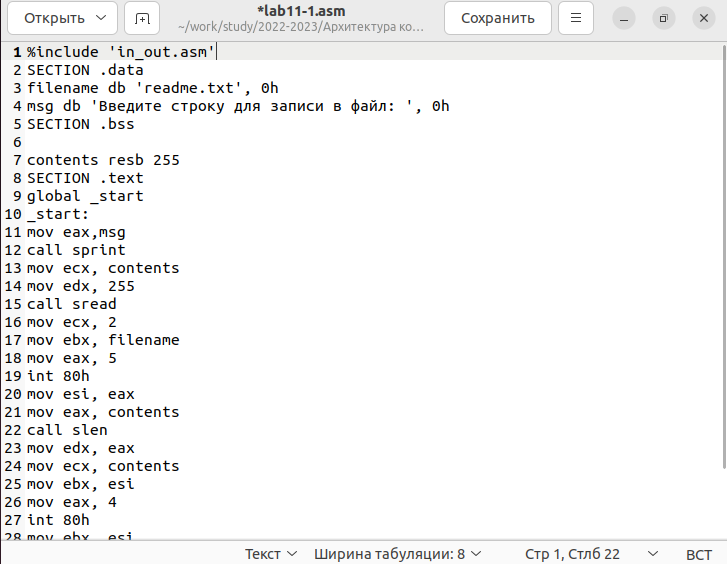 Открыть
*lab11-1.asm
~/work/study/2022-2023/Архитектура ко...
Сохранить
1 %include 'in_out.asm'
2 SECTION .data
3 filename db 'readme.txt', 0h
4 msg db 'Введите строку для записи в файл: ', 0h
5 SECTION .bss
6
7 contents resb 255
8 SECTION .text
9 global _start
10 _start:
11 mov eax,msg
12 call sprint
13 mov ecx, contents
14 mov edx, 255
15 call sread
16 mov ecx, 2
17 mov ebx, filename
18 mov eax, 5
19 int 80h
20 mov esi, eax
21 mov eax, contents
22 call slen
23 mov edx, eax
24 mov ecx, contents
25 mov ebx, esi
26 mov eax, 4
27 int 80h
28 mov ebx, esi
Текст Ширина табуляции: 8 Стр 1, Стлб 22 ВСТ